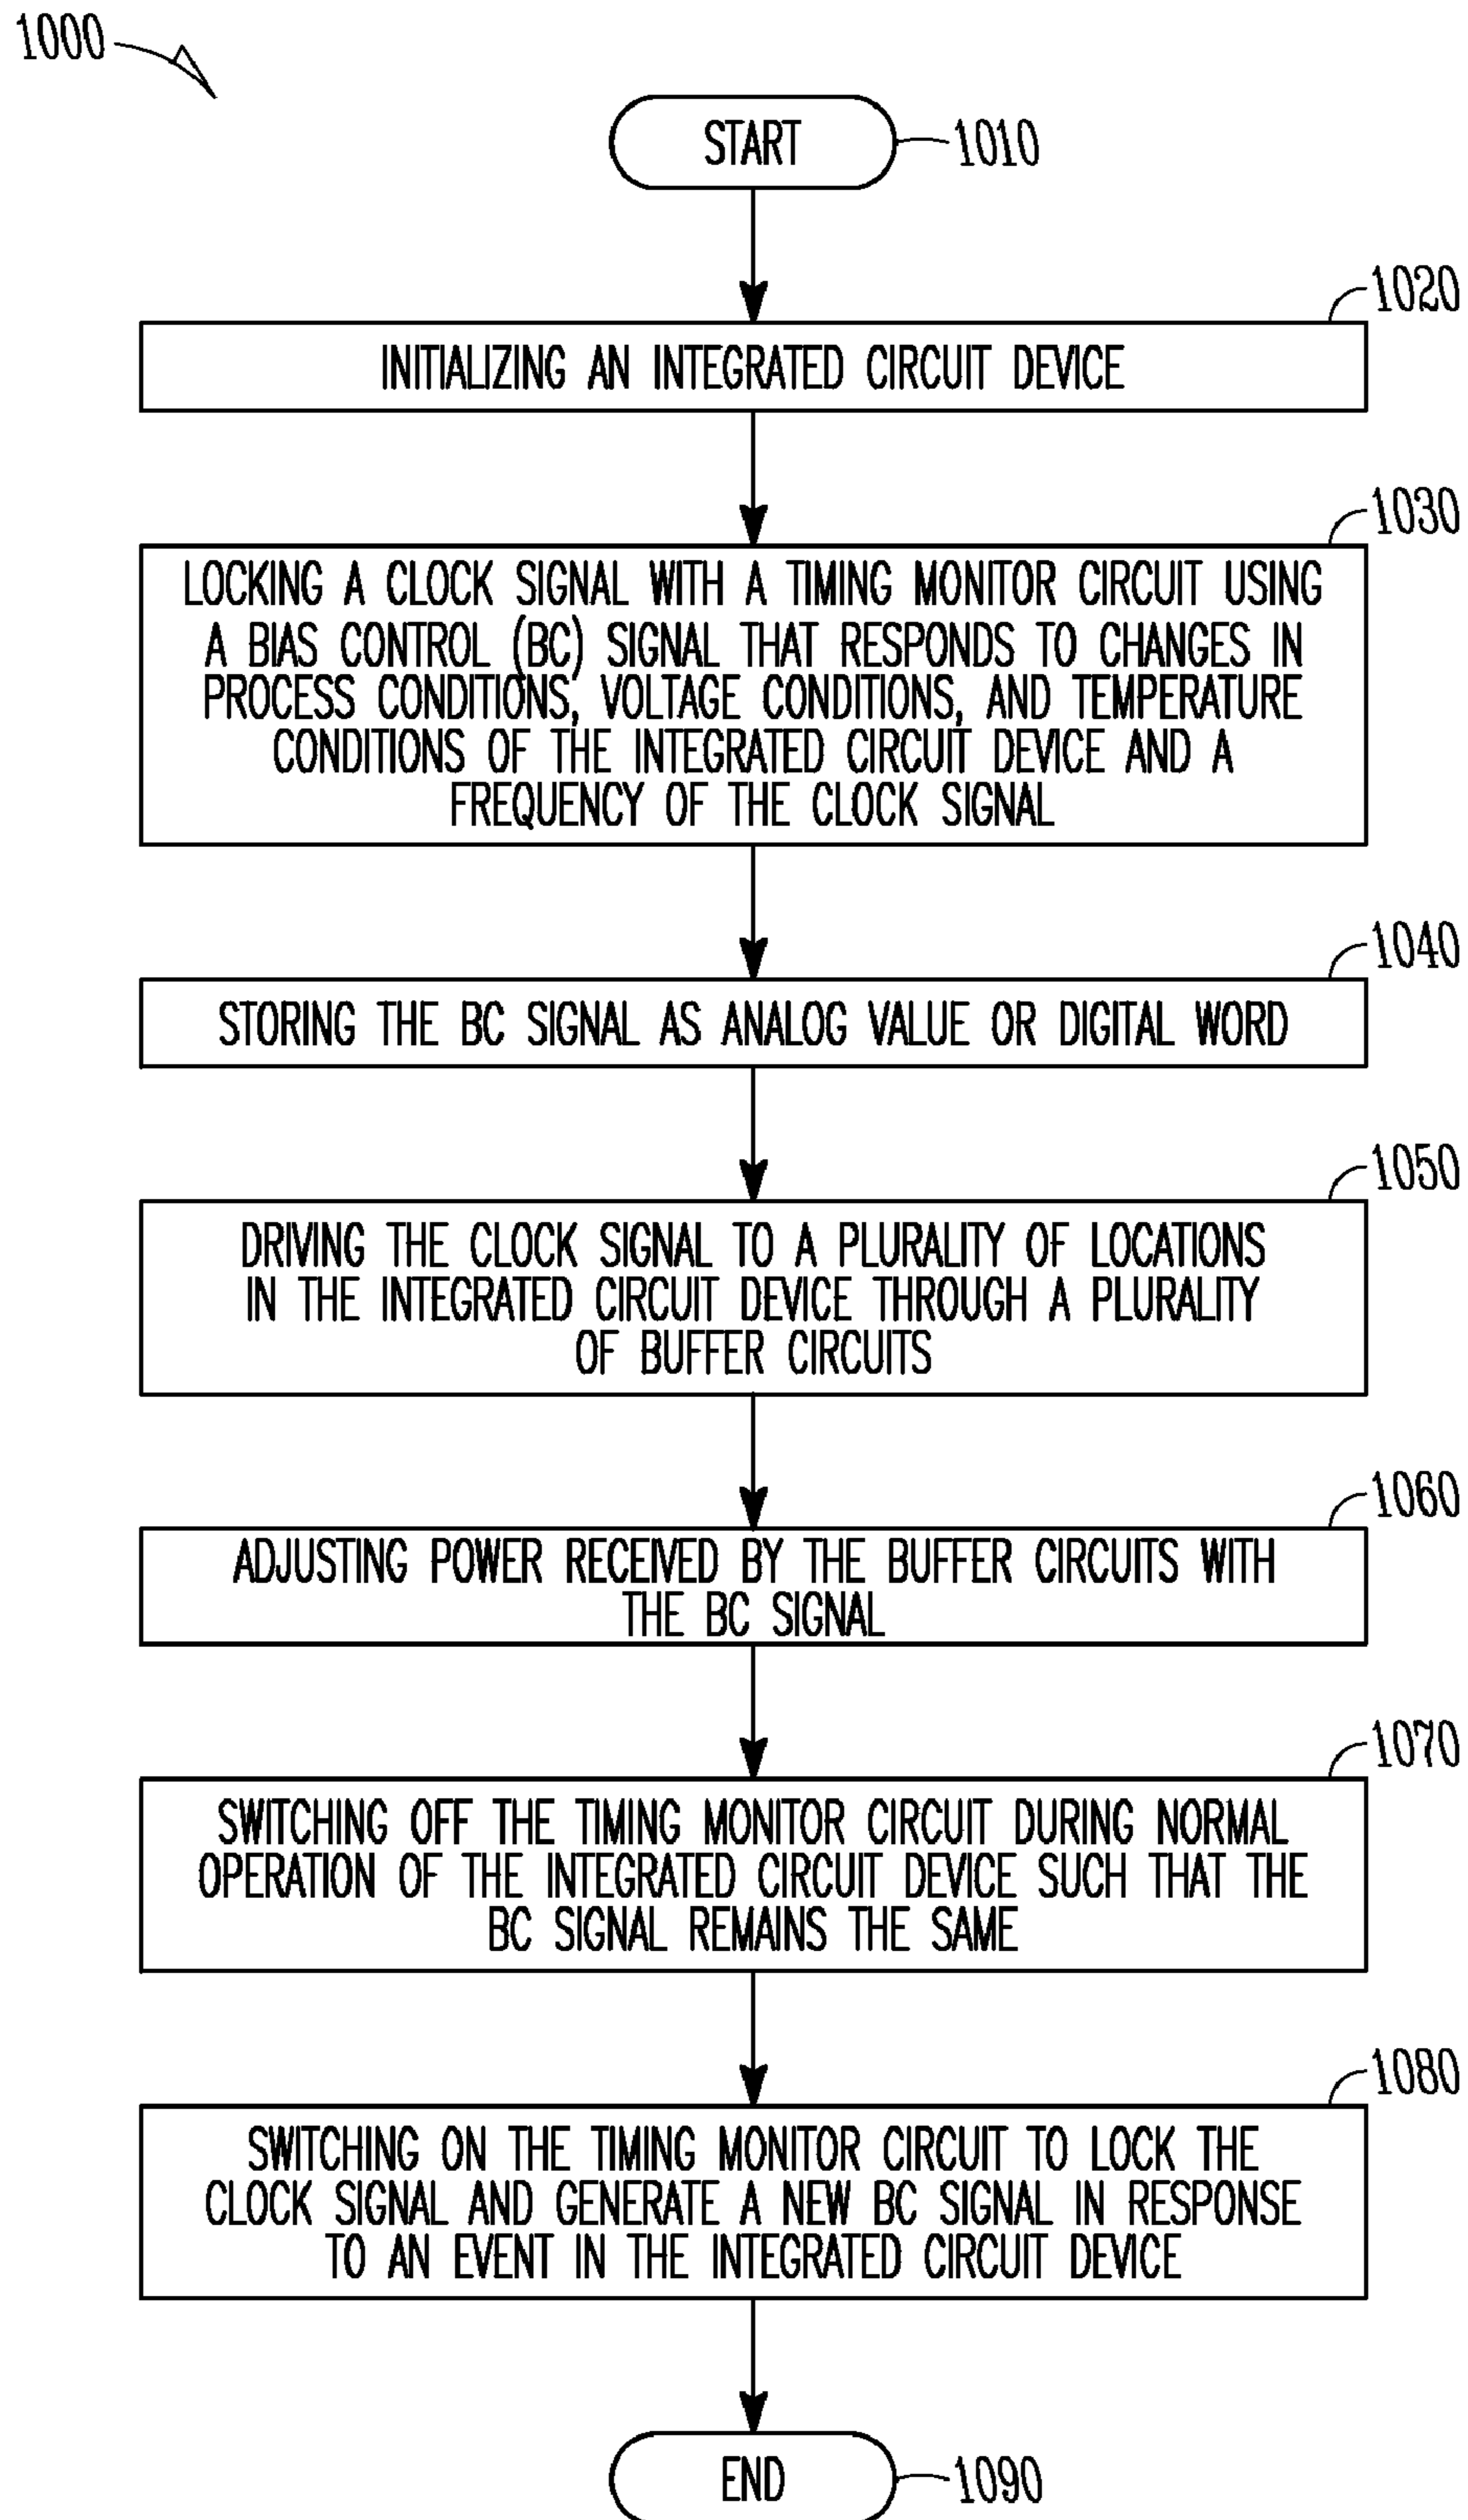 1000
START
1010
1020
INITIALIZING AN INTEGRATED CIRCUIT DEVICE
1030
LOCKING A CLOCK SIGNAL WITH A TIMING MONITOR CIRCUIT USING
A BIAS CONTROL (BC) SIGNAL THAT RESPONDS TO CHANGES IN
PROCESS CONDITIONS, VOLTAGE CONDITIONS, AND TEMPERATURE
CONDITIONS OF THE INTEGRATED CIRCUIT DEVICE AND A
FREQUENCY OF THE CLOCK SIGNAL
1040
STORING THE BC SIGNAL AS ANALOG VALUE OR DIGITAL WORD
1050
DRIVING THE CLOCK SIGNAL TO A PLURALITY OF LOCATIONS
IN THE INTEGRATED CIRCUIT DEVICE THROUGH A PLURALITY
OF BUFFER CIRCUITS
1060
ADJUSTING POWER RECEIVED BY THE BUFFER CIRCUITS WITH
THE BC SIGNAL
1070
SWITCHING OFF THE TIMING MONITOR CIRCUIT DURING NORMAL
OPERATION OF THE INTEGRATED CIRCUIT DEVICE SUCH THAT THE
BC SIGNAL REMAINS THE SAME
1080
SWITCHING ON THE TIMING MONITOR CIRCUIT TO LOCK THE
CLOCK SIGNAL AND GENERATE A NEW BC SIGNAL IN RESPONSE
TO AN EVENT IN THE INTEGRATED CIRCUIT DEVICE
END
1090